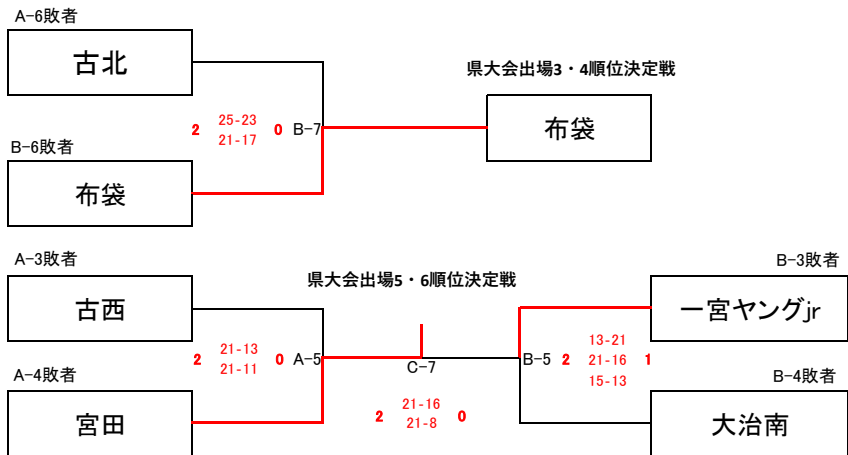 A-6敗者
古北
県大会出場3・4順位決定戦
2 25-23 0 B-7
21-17
布袋
B-6敗者
布袋
A-3敗者
古西
県大会出場5・6順位決定戦
B-3敗者
一宮ヤングjr
2 21-13 0 A-5
21-11
C-7
2 21-16 0
21-8
B-5 2 13-21 1
21-16
15-13
A-4敗者
宮田
B-4敗者
大治南